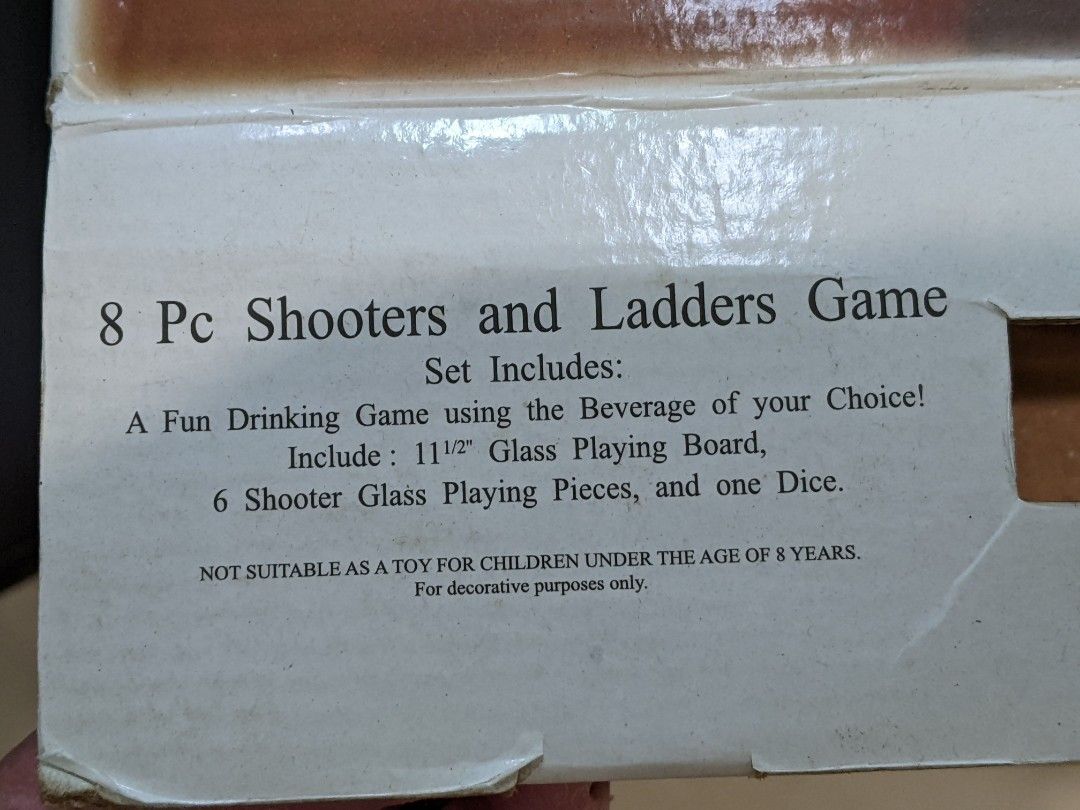 8 Pc Shooters and Ladders Game
Set Includes:
A Fun Drinking Game using the Beverage of your Choice!
Include : 11 1/2" Glass Playing Board,
6 Shooter Glass Playing Pieces, and one Dice.
NOT SUITABLE AS A TOY FOR CHILDREN UNDER THE AGE OF 8 YEARS.
For decorative purposes only.